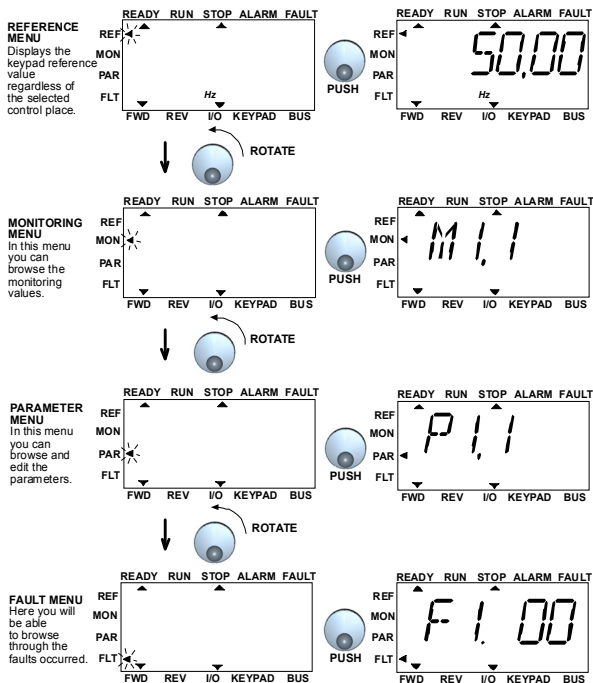 REFERENCE
MENU
Displays the
keypad reference
value
regardless of
the selected
control place.
READY RUN STOP ALARM FAULT
REF
MON
PAR
FLT
Hz
FWD REV I/O KEYPAD BUS
PUSH
READY RUN STOP ALARM FAULT
REF
MON
PAR
FLT
50,00
Hz
FWD REV I/O KEYPAD BUS
ROTATE
MONITORING
MENU
In this menu
you can
browse the
monitoring
values.
READY RUN STOP ALARM FAULT
REF
MON
PAR
FLT
FWD REV I/O KEYPAD BUS
PUSH
READY RUN STOP ALARM FAULT
REF
MON
PAR
FLT
M1,1
FWD REV I/O KEYPAD BUS
ROTATE
PARAMETER
MENU
In this menu
you can
browse and
edit the
parameters.
READY RUN STOP ALARM FAULT
REF
MON
PAR
FLT
FWD REV I/O KEYPAD BUS
PUSH
READY RUN STOP ALARM FAULT
REF
MON
PAR
FLT
P1,1
FWD REV I/O KEYPAD BUS
ROTATE
FAULT MENU
Here you will
be able
to browse
through the
faults occurred.
READY RUN STOP ALARM FAULT
REF
MON
PAR
FLT
FWD REV I/O KEYPAD BUS
PUSH
READY RUN STOP ALARM FAULT
REF
MON
PAR
FLT
F1. 00
FWD REV I/O KEYPAD BUS